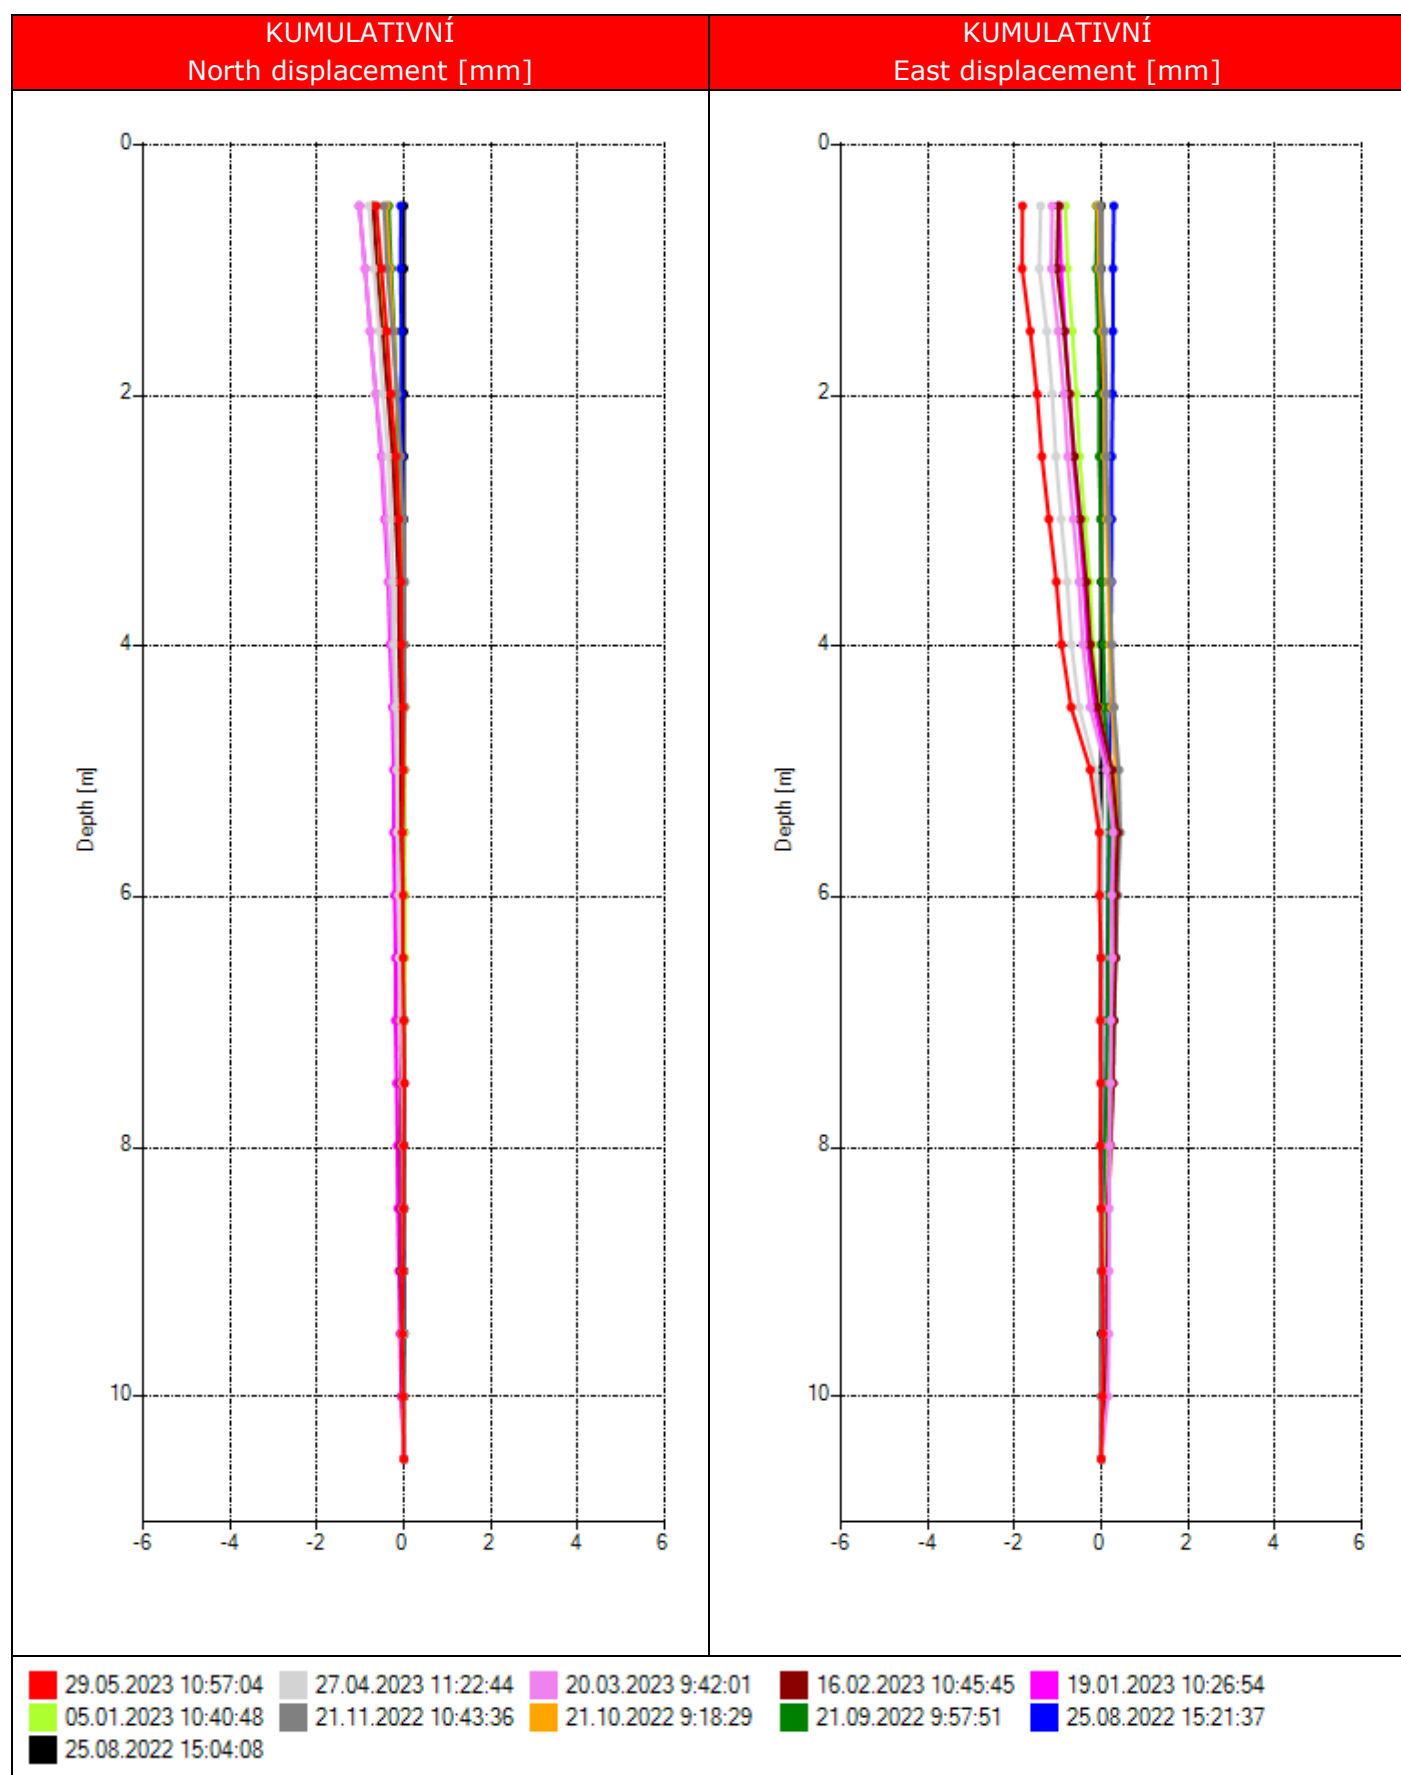 KUMULATIVNÍ
North displacement [mm]
KUMULATIVNÍ
East displacement [mm]
0
2
4
6
8
10
Depth [m]
-6 -4 -2 0 2 4 6
0
2
4
6
8
10
Depth [m]
-6 -4 -2 0 2 4 6
29.05.2023 10:57:04 27.04.2023 11:22:44 20.03.2023 9:42:01 16.02.2023 10:45:45 19.01.2023 10:26:54
05.01.2023 10:40:48 21.11.2022 10:43:36 21.10.2022 9:18:29 21.09.2022 9:57:51 25.08.2022 15:21:37
25.08.2022 15:04:08